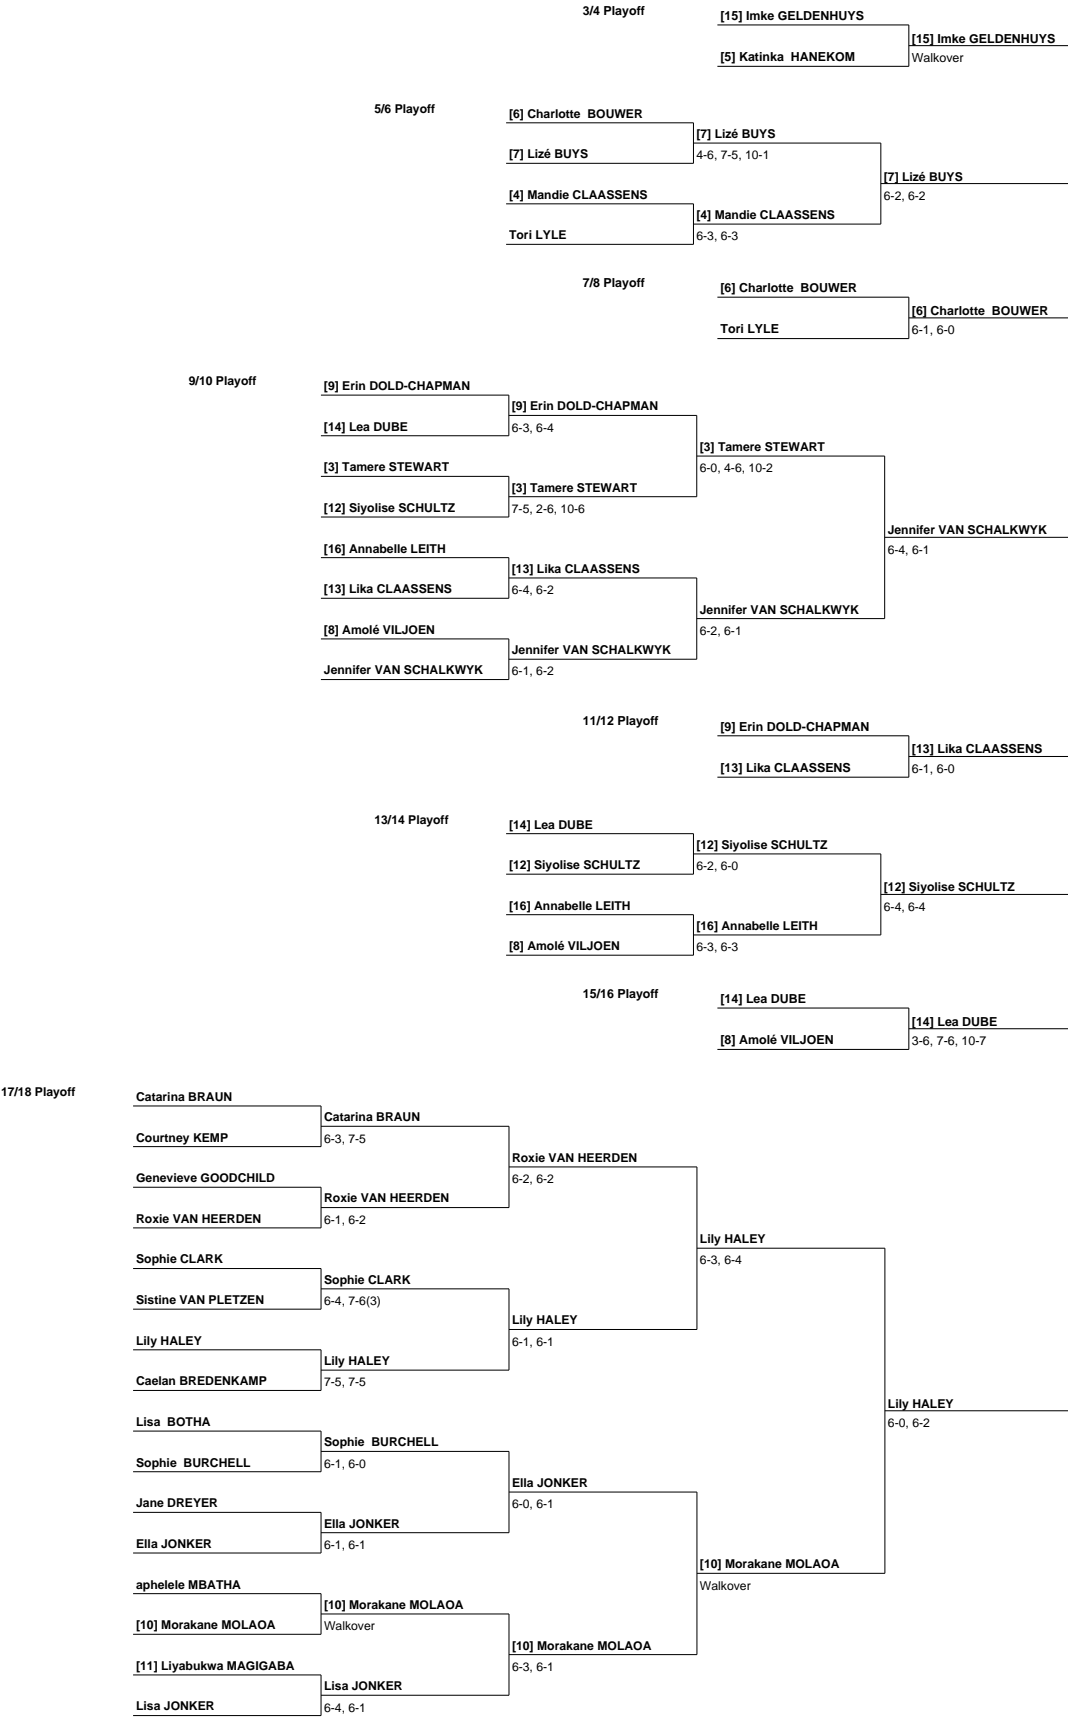 3/4 Playoff
[15] Imke GELDENHUYS
[15] Imke GELDENHUYS
[5] Katinka  HANEKOM
Walkover
5/6 Playoff
[6] Charlotte  BOUWER
[7] Lizé BUYS
[7] Lizé BUYS
4-6, 7-5, 10-1
[7] Lizé BUYS
6-2, 6-2
[4] Mandie CLAASSENS
[4] Mandie CLAASSENS
Tori LYLE
6-3, 6-3
7/8 Playoff
[6] Charlotte  BOUWER
[6] Charlotte  BOUWER
Tori LYLE
6-1, 6-0
9/10 Playoff
[9] Erin DOLD-CHAPMAN
[9] Erin DOLD-CHAPMAN
[14] Lea DUBE
6-3, 6-4
[3] Tamere STEWART
6-0, 4-6, 10-2
[3] Tamere STEWART
[3] Tamere STEWART
[12] Siyolise SCHULTZ
7-5, 2-6, 10-6
Jennifer VAN SCHALKWYK
6-4, 6-1
[16] Annabelle LEITH
[13] Lika CLAASSENS
[13] Lika CLAASSENS
6-4, 6-2
Jennifer VAN SCHALKWYK
6-2, 6-1
[8] Amolé VILJOEN
Jennifer VAN SCHALKWYK
Jennifer VAN SCHALKWYK
6-1, 6-2
11/12 Playoff
[9] Erin DOLD-CHAPMAN
[13] Lika CLAASSENS
[13] Lika CLAASSENS
6-1, 6-0
13/14 Playoff
[14] Lea DUBE
[12] Siyolise SCHULTZ
[12] Siyolise SCHULTZ
6-2, 6-0
[12] Siyolise SCHULTZ
6-4, 6-4
[16] Annabelle LEITH
[16] Annabelle LEITH
[8] Amolé VILJOEN
6-3, 6-3
15/16 Playoff
[14] Lea DUBE
[14] Lea DUBE
[8] Amolé VILJOEN
3-6, 7-6, 10-7
17/18 Playoff
Catarina BRAUN
Catarina BRAUN
Courtney KEMP
6-3, 7-5
Roxie VAN HEERDEN
6-2, 6-2
Genevieve GOODCHILD
Roxie VAN HEERDEN
Roxie VAN HEERDEN
6-1, 6-2
Lily HALEY
6-3, 6-4
Sophie CLARK
Sophie CLARK
Sistine VAN PLETZEN
6-4, 7-6(3)
Lily HALEY
6-1, 6-1
Lily HALEY
Lily HALEY
Caelan BREDENKAMP
7-5, 7-5
Lily HALEY
6-0, 6-2
Lisa  BOTHA
Sophie  BURCHELL
Sophie  BURCHELL
6-1, 6-0
Ella JONKER
6-0, 6-1
Jane DREYER
Ella JONKER
Ella JONKER
6-1, 6-1
[10] Morakane MOLAOA
Walkover
aphelele MBATHA
[10] Morakane MOLAOA
[10] Morakane MOLAOA
Walkover
[10] Morakane MOLAOA
6-3, 6-1
[11] Liyabukwa MAGIGABA
Lisa JONKER
Lisa JONKER
6-4, 6-1